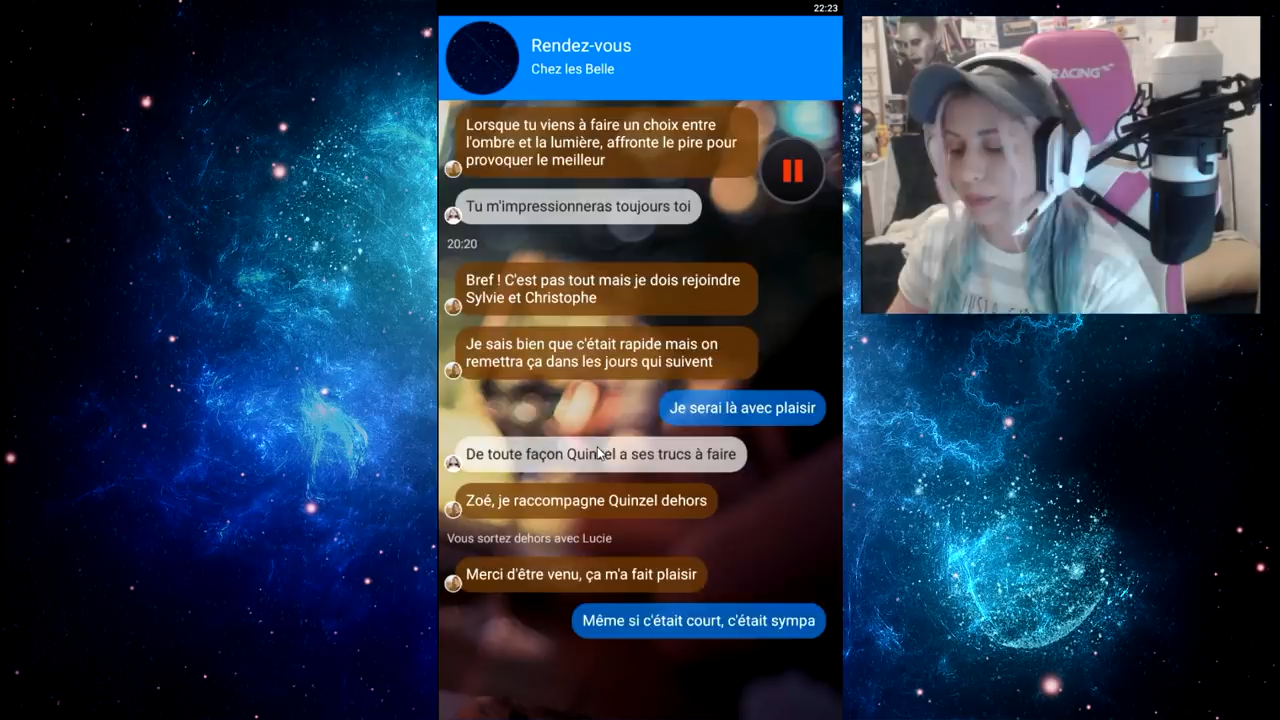 22:23
Rendez-vous
Chez les Belle
Lorsque tu viens à faire un choix entre
l'ombre et la lumière, affronte le pire pour
provoquer le meilleur
Tu m'impressionneras toujours toi
20:20
Bref ! C'est pas tout mais je dois rejoindre
Sylvie et Christophe
Je sais bien que c'était rapide mais on
remettra ça dans les jours qui suivent
Je serai là avec plaisir
De toute façon Quinzel a ses trucs à faire
Zoé, je raccompagne Quinzel dehors
Vous sortez dehors avec Lucie
Merci d'être venu, ça m'a fait plaisir
Même si c'était court, c'était sympa
RACING